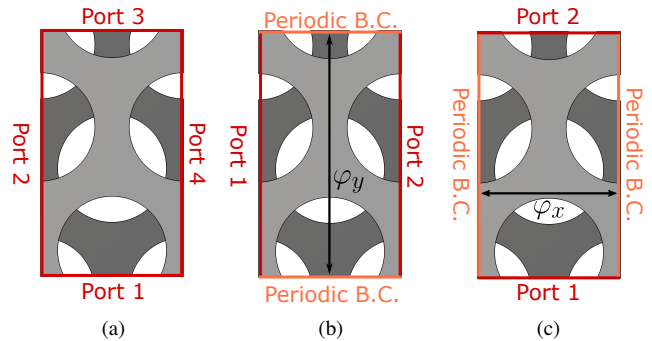 Port 3
Port 2
Port 4
Port 1
(a)
Periodic B.C.
Port 1
φy
Port 2
Periodic B.C.
(b)
Port 2
Periodic B.C.
φx
Periodic B.C.
Port 1
(c)